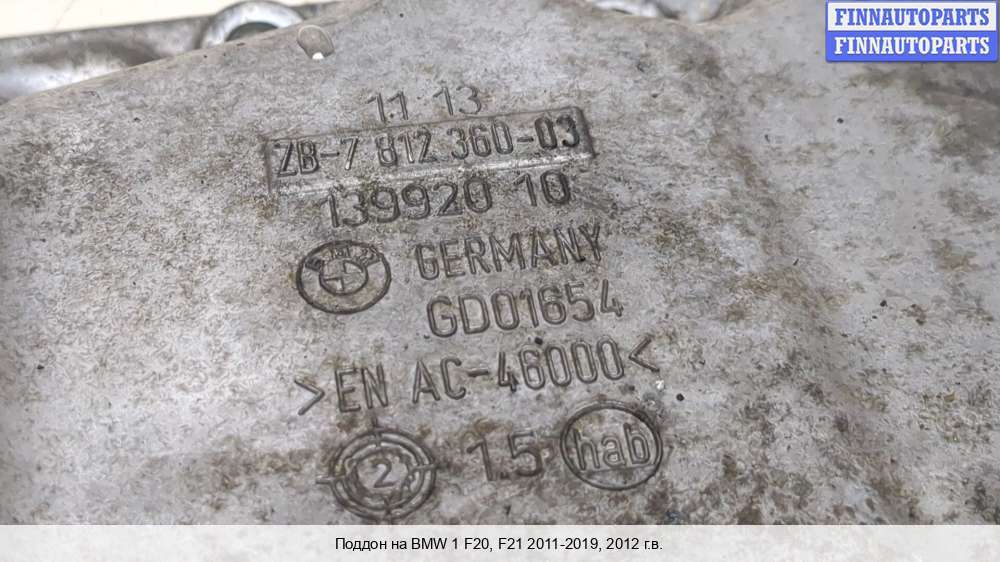 FINNAUTOPARTS
FINNAUTOPARTS
11 13
ZB-7 812 360-03
139920 10
GERMANY
GD01654
>EN AC-46000<
2 1.5 hab
Поддон на BMW 1 F20, F21 2011-2019, 2012 г.в.